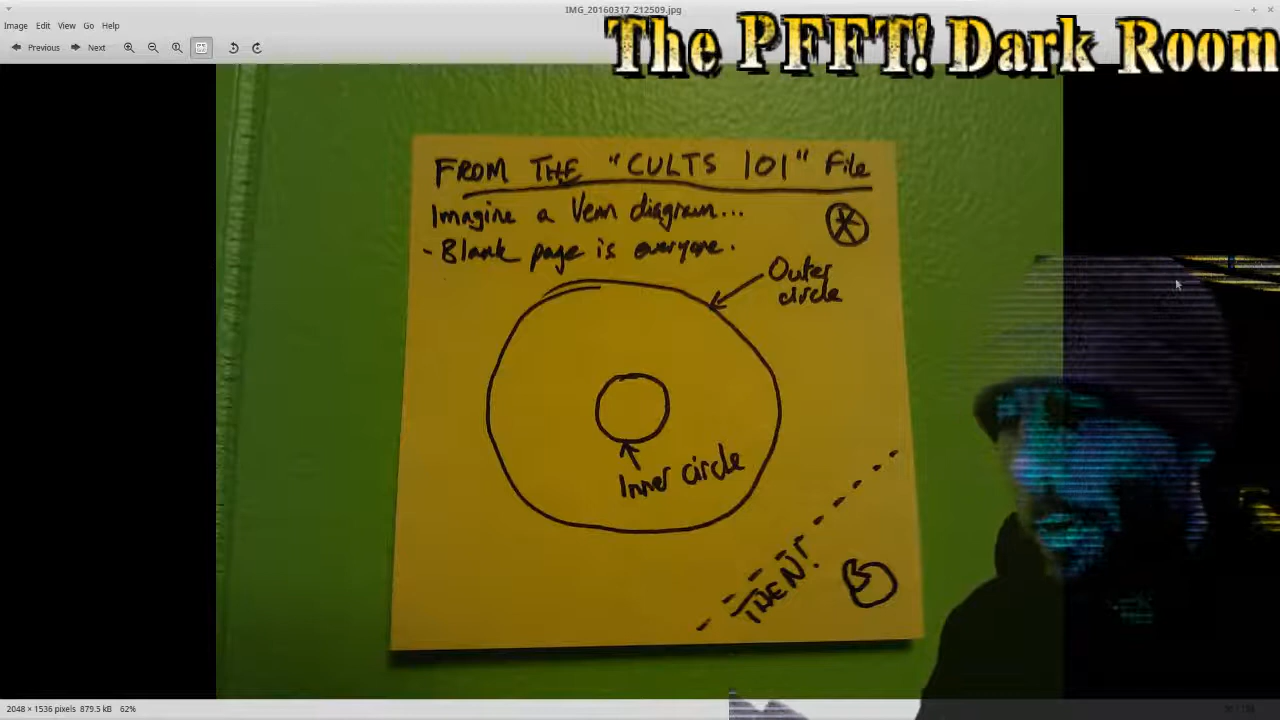 IMG_20160317_212509.jpg
The PFFT! Dark Room
Image Edit View Go Help
Previous Next
FROM THE "CULTS 101" File
Imagine a Venn diagram...
- Blank page is everyone.
Outer
circle
Inner circle
THEN!
2048 × 1536 pixels 879.5 kB 62%